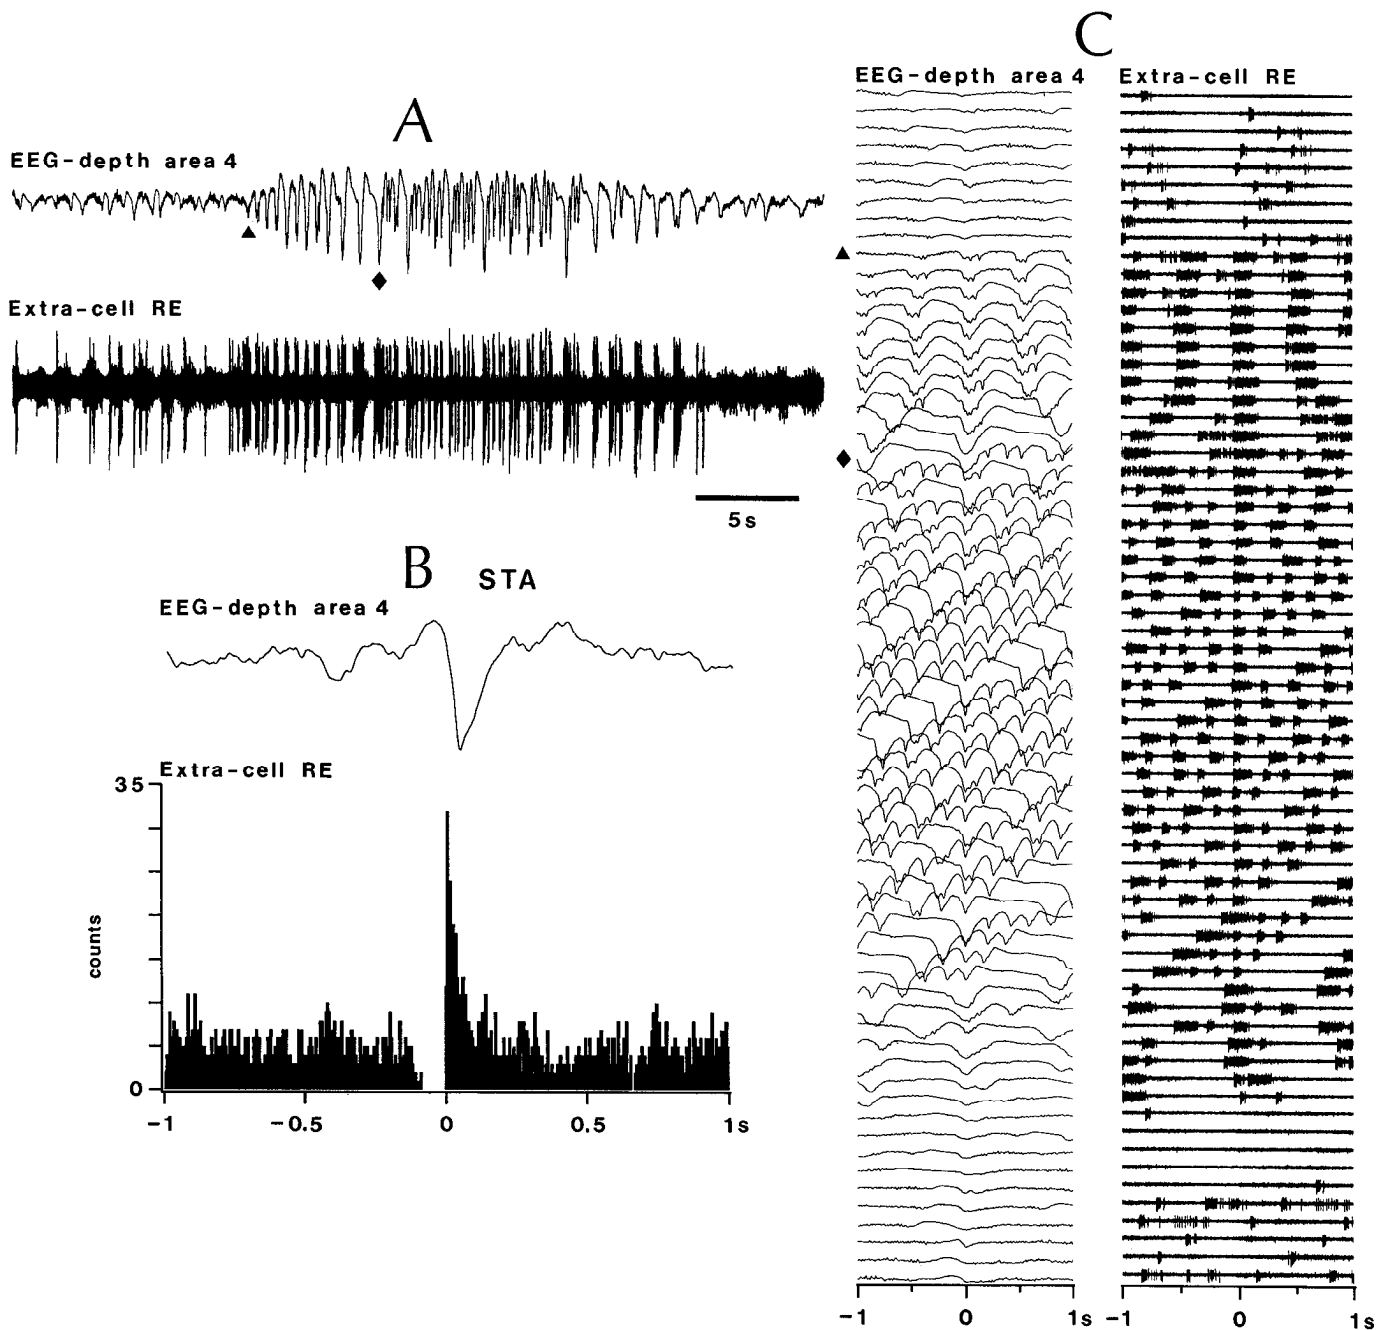 A
EEG-depth area 4
Extra-cell RE
5s
B STA
EEG-depth area 4
Extra-cell RE
35
counts
0
-1 -0.5 0 0.5 1s
C
EEG-depth area 4 Extra-cell RE
-1 0 1s -1 0 1s